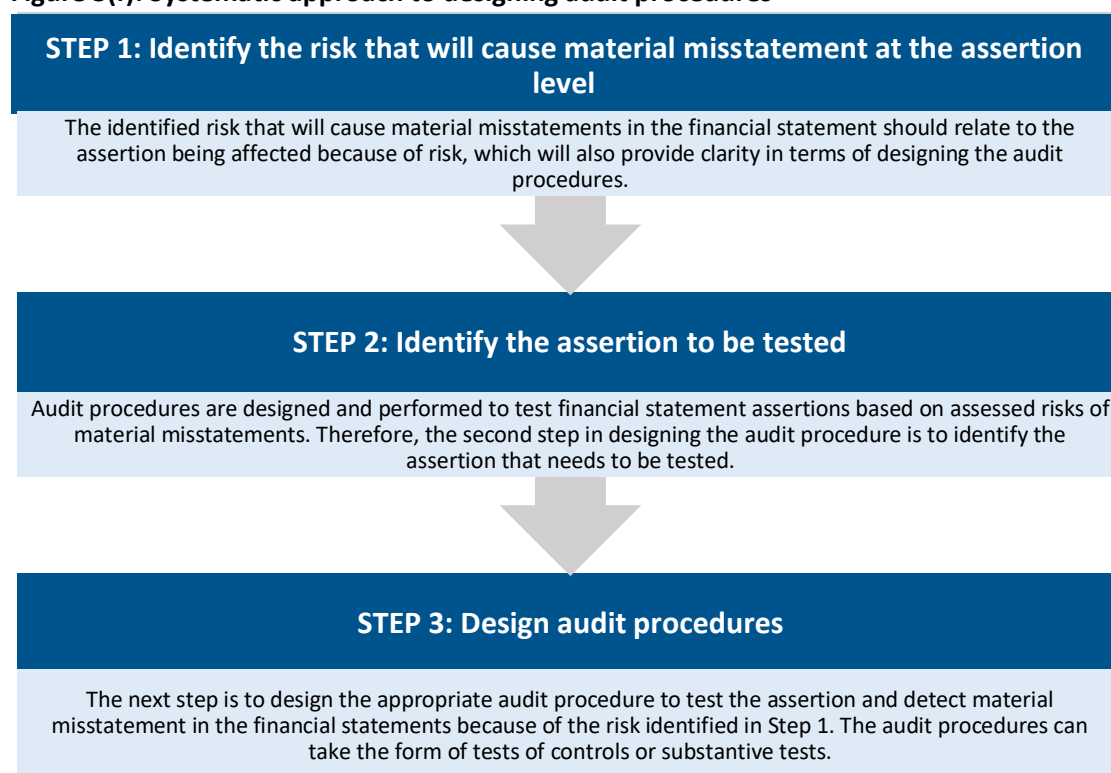 STEP 1: Identify the risk that will cause material misstatement at the assertion
level
The identified risk that will cause material misstatements in the financial statement should relate to the
assertion being affected because of risk, which will also provide clarity in terms of designing the audit
procedures.
STEP 2: Identify the assertion to be tested
Audit procedures are designed and performed to test financial statement assertions based on assessed risks of
material misstatements. Therefore, the second step in designing the audit procedure is to identify the
assertion that needs to be tested.
STEP 3: Design audit procedures
The next step is to design the appropriate audit procedure to test the assertion and detect material
misstatement in the financial statements because of the risk identified in Step 1. The audit procedures can
take the form of tests of controls or substantive tests.